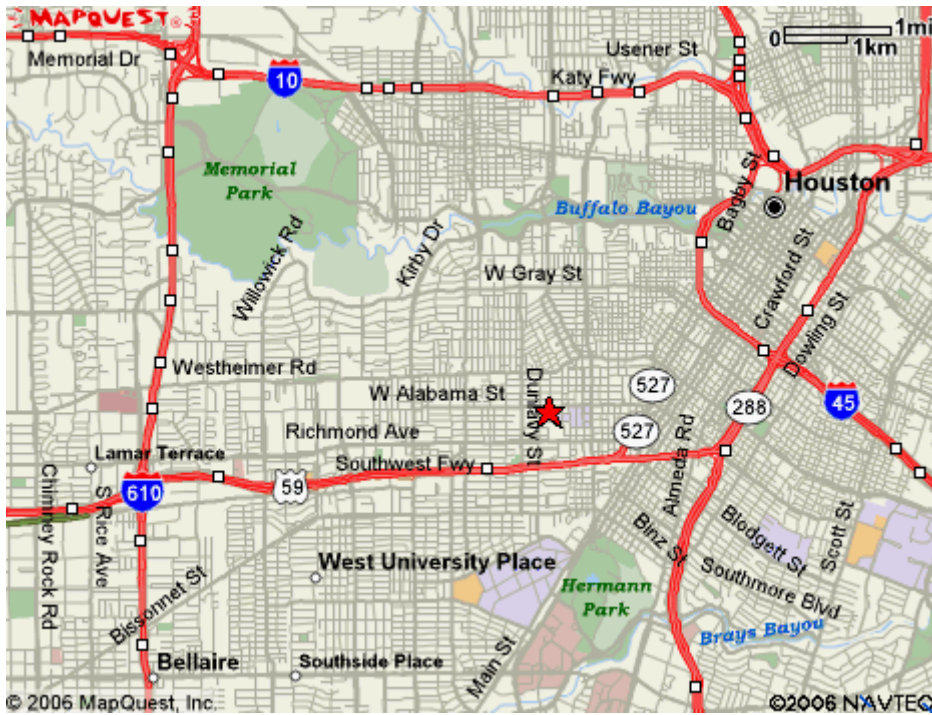 MAPQUEST®
0 1mi
1km
Usener St
Memorial Dr
10
Katy Fwy
Memorial
Park
Bagby St
Houston
Buffalo Bayou
Willowick Rd
Kirby Dr
W Gray St
Crawford St
Dowling St
Westheimer Rd
W Alabama St
Dunlavy St
527
288
45
Richmond Ave
527
Almeda Rd
Lamar Terrace
Southwest Fwy
59
610
Chimney Rock Rd
S Rice Ave
Binz St
Blodgett St
Scott St
West University Place
Hermann
Park
Southmore Blvd
Bissonnet St
Brays Bayou
Bellaire
Southside Place
Main St
© 2006 MapQuest, Inc.
©2006 NAVTEQ